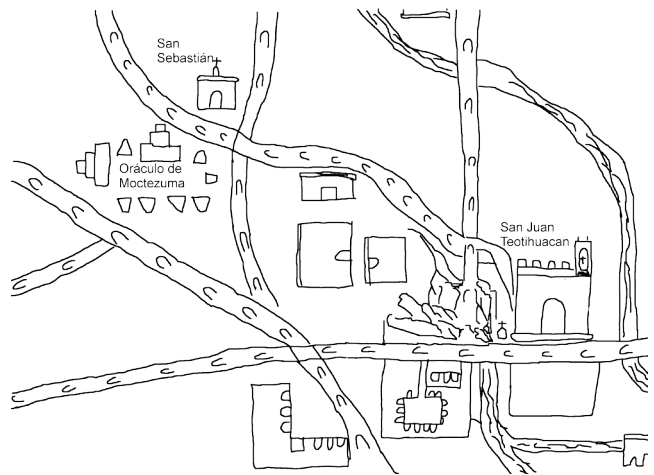 San
Sebastián
Oráculo de
Moctezuma
San Juan
Teotihuacan